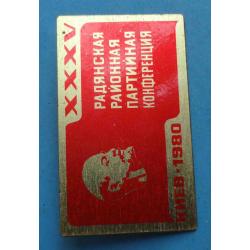 XXXV
РАДЯНСКАЯ
РАЙОННАЯ
ПАРТИЙНАЯ
КОНФЕРЕНЦИЯ
КИЕВ·1980